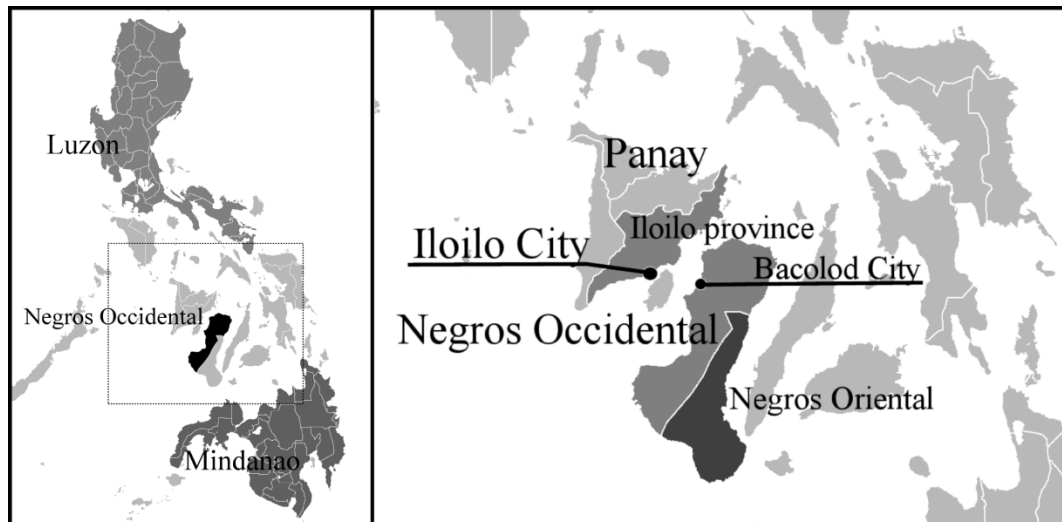 Luzon
Negros Occidental
Mindanao
Panay
Iloilo province
Iloilo City
Bacolod City
Negros Occidental
Negros Oriental